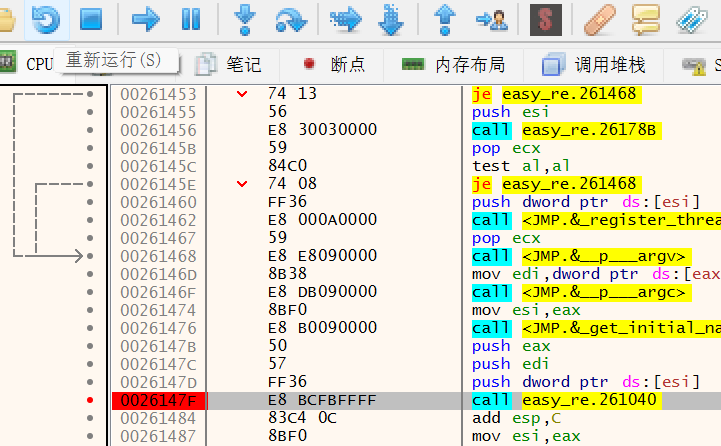 CPU
重新运行(S)
笔记
断点
内存布局
调用堆栈
S
00261453 74 13 je easy_re.261468
00261455 56 push esi
00261456 E8 30030000 call easy_re.26178B
0026145B 59 pop ecx
0026145C 84C0 test al,al
0026145E 74 08 je easy_re.261468
00261460 FF36 push dword ptr ds:[esi]
00261462 E8 000A0000 call <JMP.&_register_threa
00261467 59 pop ecx
00261468 E8 E8090000 call <JMP.&__p___argv>
0026146D 8B38 mov edi,dword ptr ds:[eax
0026146F E8 DB090000 call <JMP.&__p___argc>
00261474 8BF0 mov esi,eax
00261476 E8 B0090000 call <JMP.&_get_initial_na
0026147B 50 push eax
0026147C 57 push edi
0026147D FF36 push dword ptr ds:[esi]
0026147F E8 BCFBFFFF call easy_re.261040
00261484 83C4 0C add esp,C
00261487 8BF0 mov esi,eax